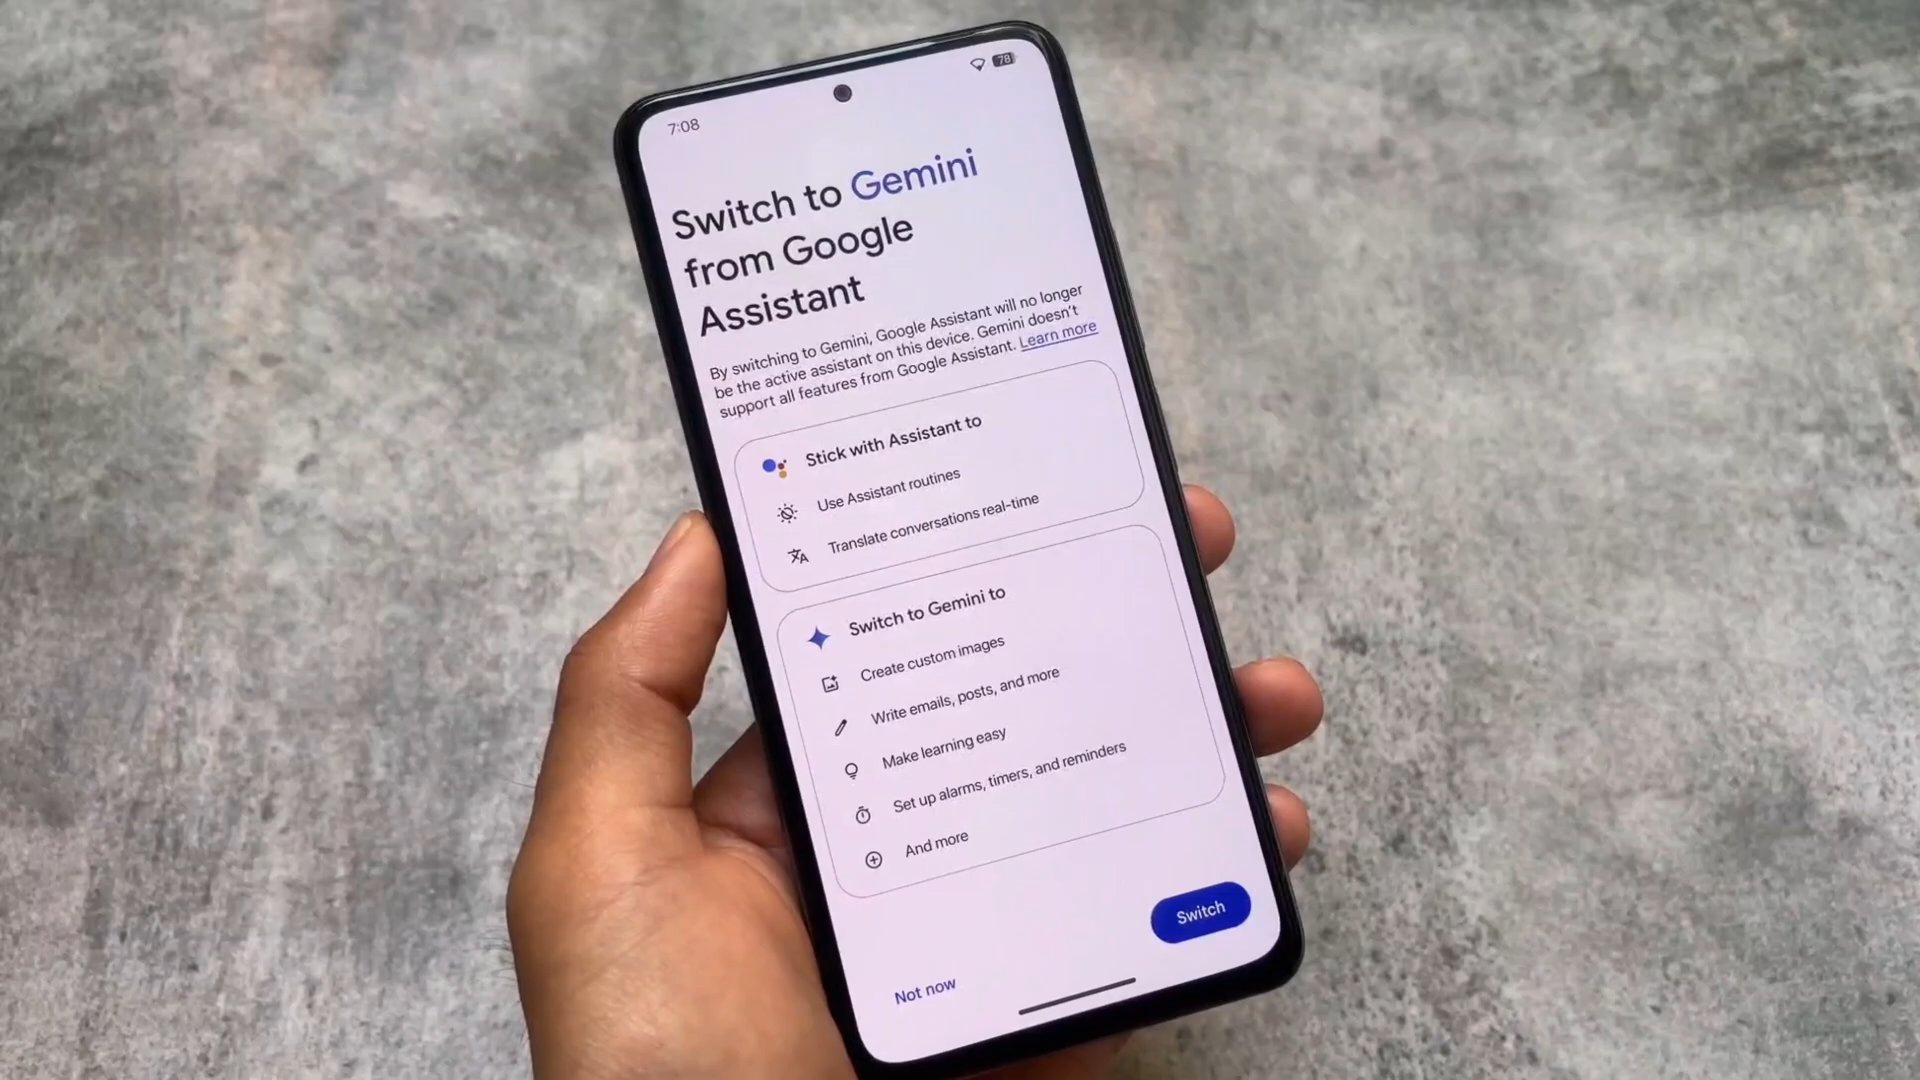 7:08
78
Switch to Gemini
from Google
Assistant
By switching to Gemini, Google Assistant will no longer
be the active assistant on this device. Gemini doesn't
support all features from Google Assistant. Learn more
Stick with Assistant to
Use Assistant routines
Translate conversations real-time
Switch to Gemini to
Create custom images
Write emails, posts, and more
Make learning easy
Set up alarms, timers, and reminders
And more
Switch
Not now